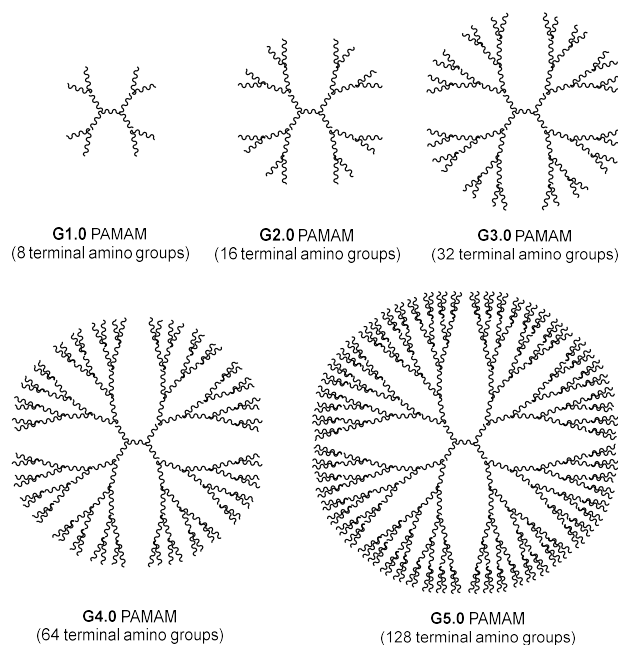 G1.0 PAMAM
(8 terminal amino groups)
G2.0 PAMAM
(16 terminal amino groups)
G3.0 PAMAM
(32 terminal amino groups)
G4.0 PAMAM
(64 terminal amino groups)
G5.0 PAMAM
(128 terminal amino groups)